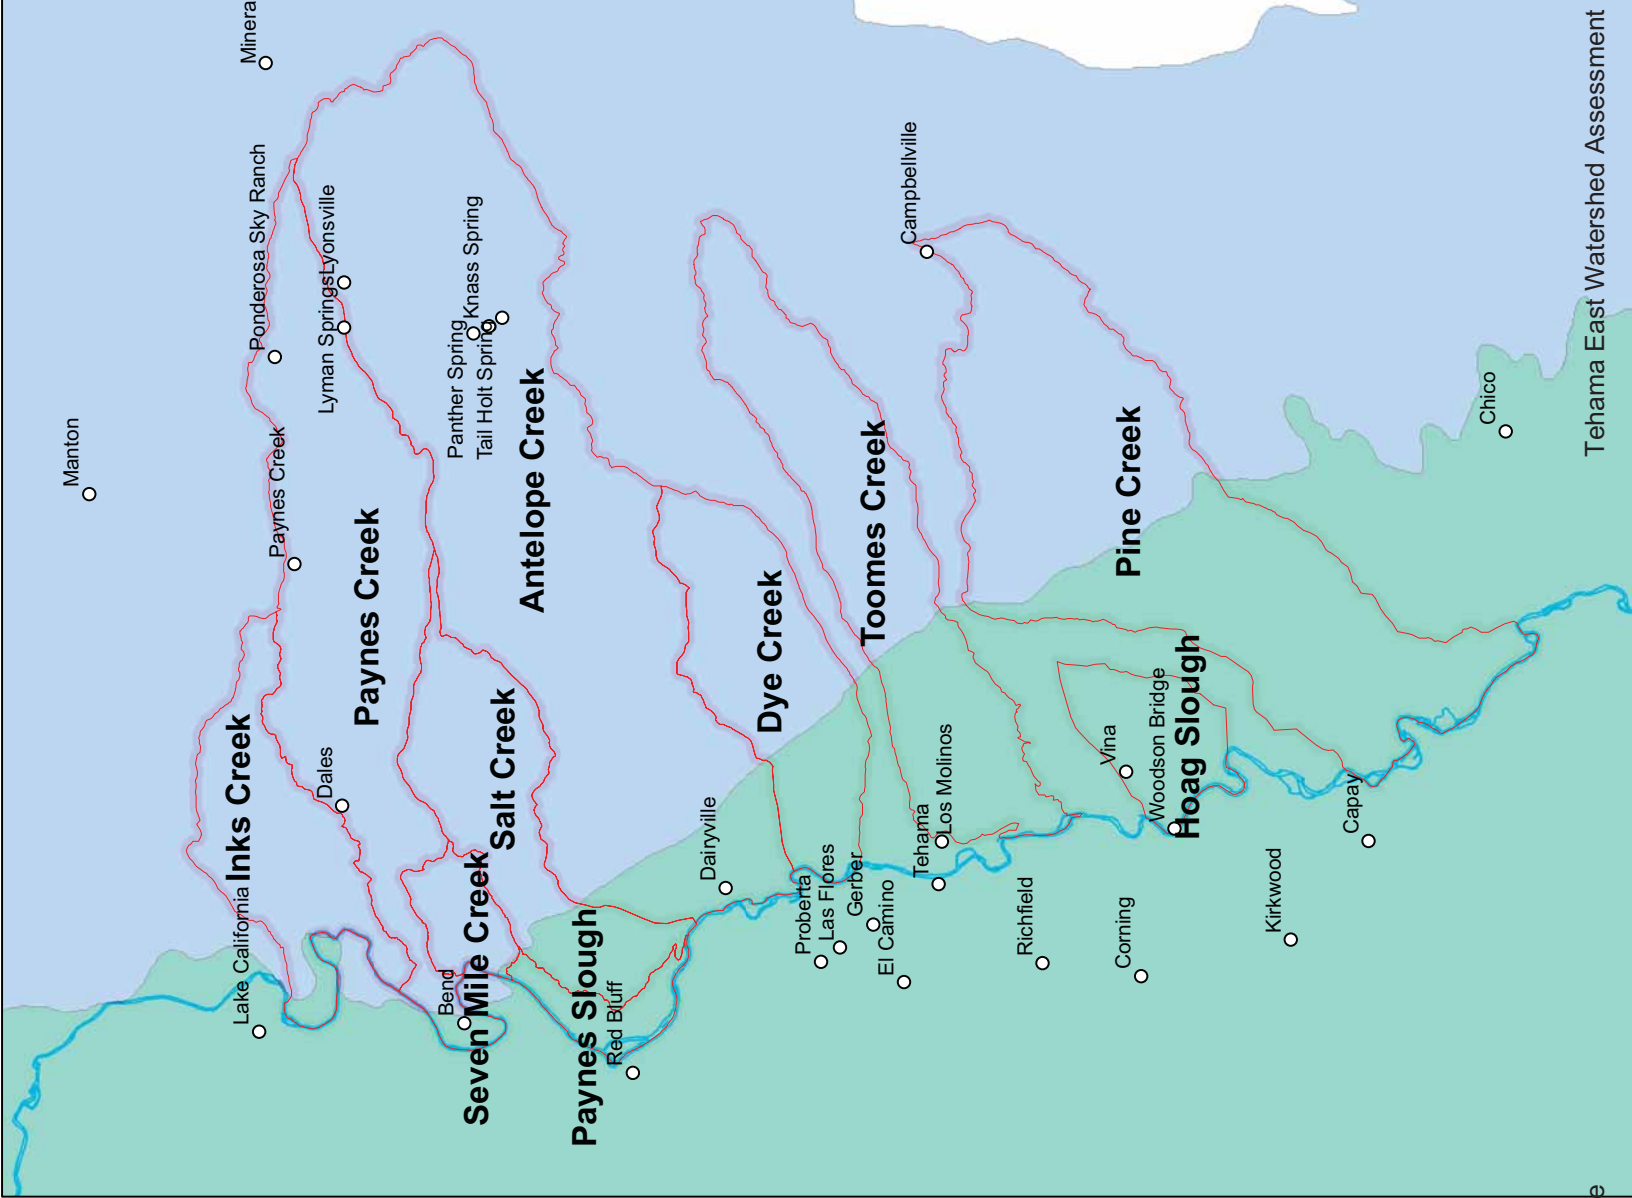 Minera
Manton
Ponderosa Sky Ranch
Lyonsville
Lyman Springs
Paynes Creek
Knass Spring
Panther Spring
Tail Holt Spring
Campbellville
Antelope Creek
Paynes Creek
Toomes Creek
Pine Creek
Chico
Dye Creek
Inks Creek
Dales
Salt Creek
Hoag Slough
Vina
Woodson Bridge
Los Molinos
Tehama
Dairyville
Lake California
Seven Mile Creek
Bend
Paynes Slough
Red Bluff
Proberta
Las Flores
Gerber
El Camino
Richfield
Corning
Kirkwood
Capay
Tehama East Watershed Assessment
e